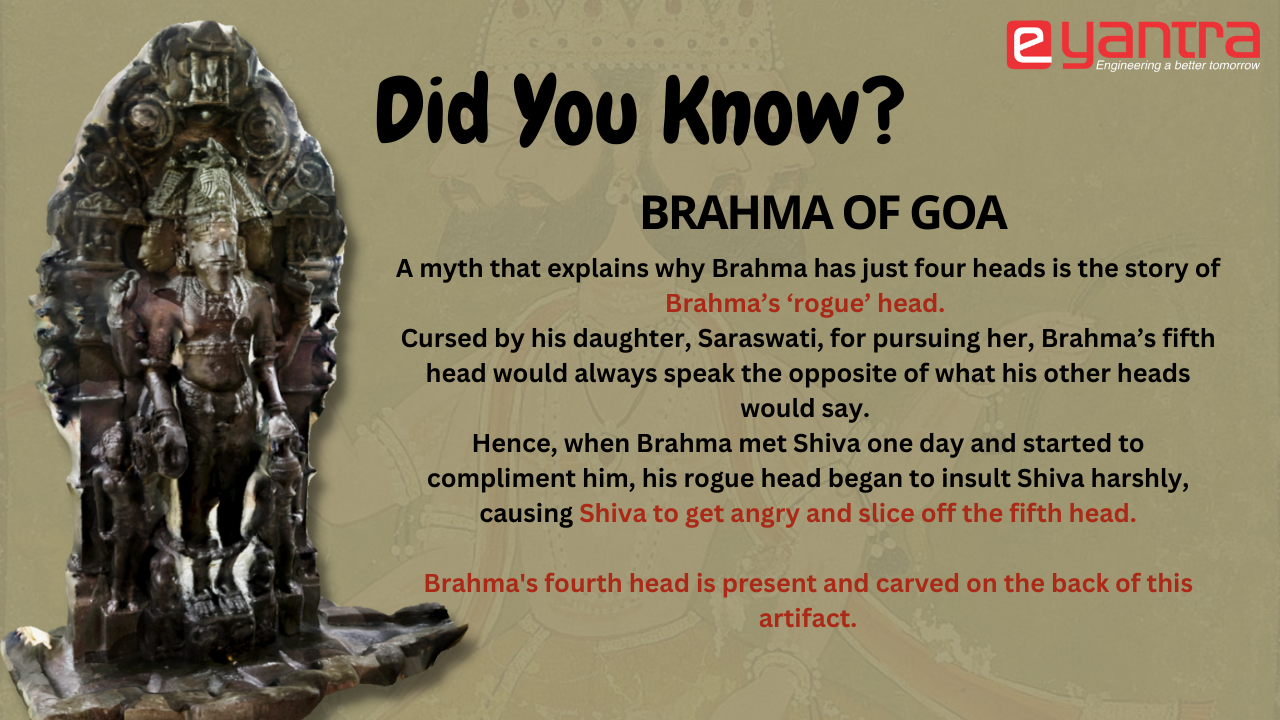 e yantra
Engineering a better tomorrow
Did You Know?
BRAHMA OF GOA
A myth that explains why Brahma has just four heads is the story of
Brahma’s ‘rogue’ head.
Cursed by his daughter, Saraswati, for pursuing her, Brahma’s fifth
head would always speak the opposite of what his other heads
would say.
Hence, when Brahma met Shiva one day and started to
compliment him, his rogue head began to insult Shiva harshly,
causing Shiva to get angry and slice off the fifth head.
Brahma's fourth head is present and carved on the back of this
artifact.